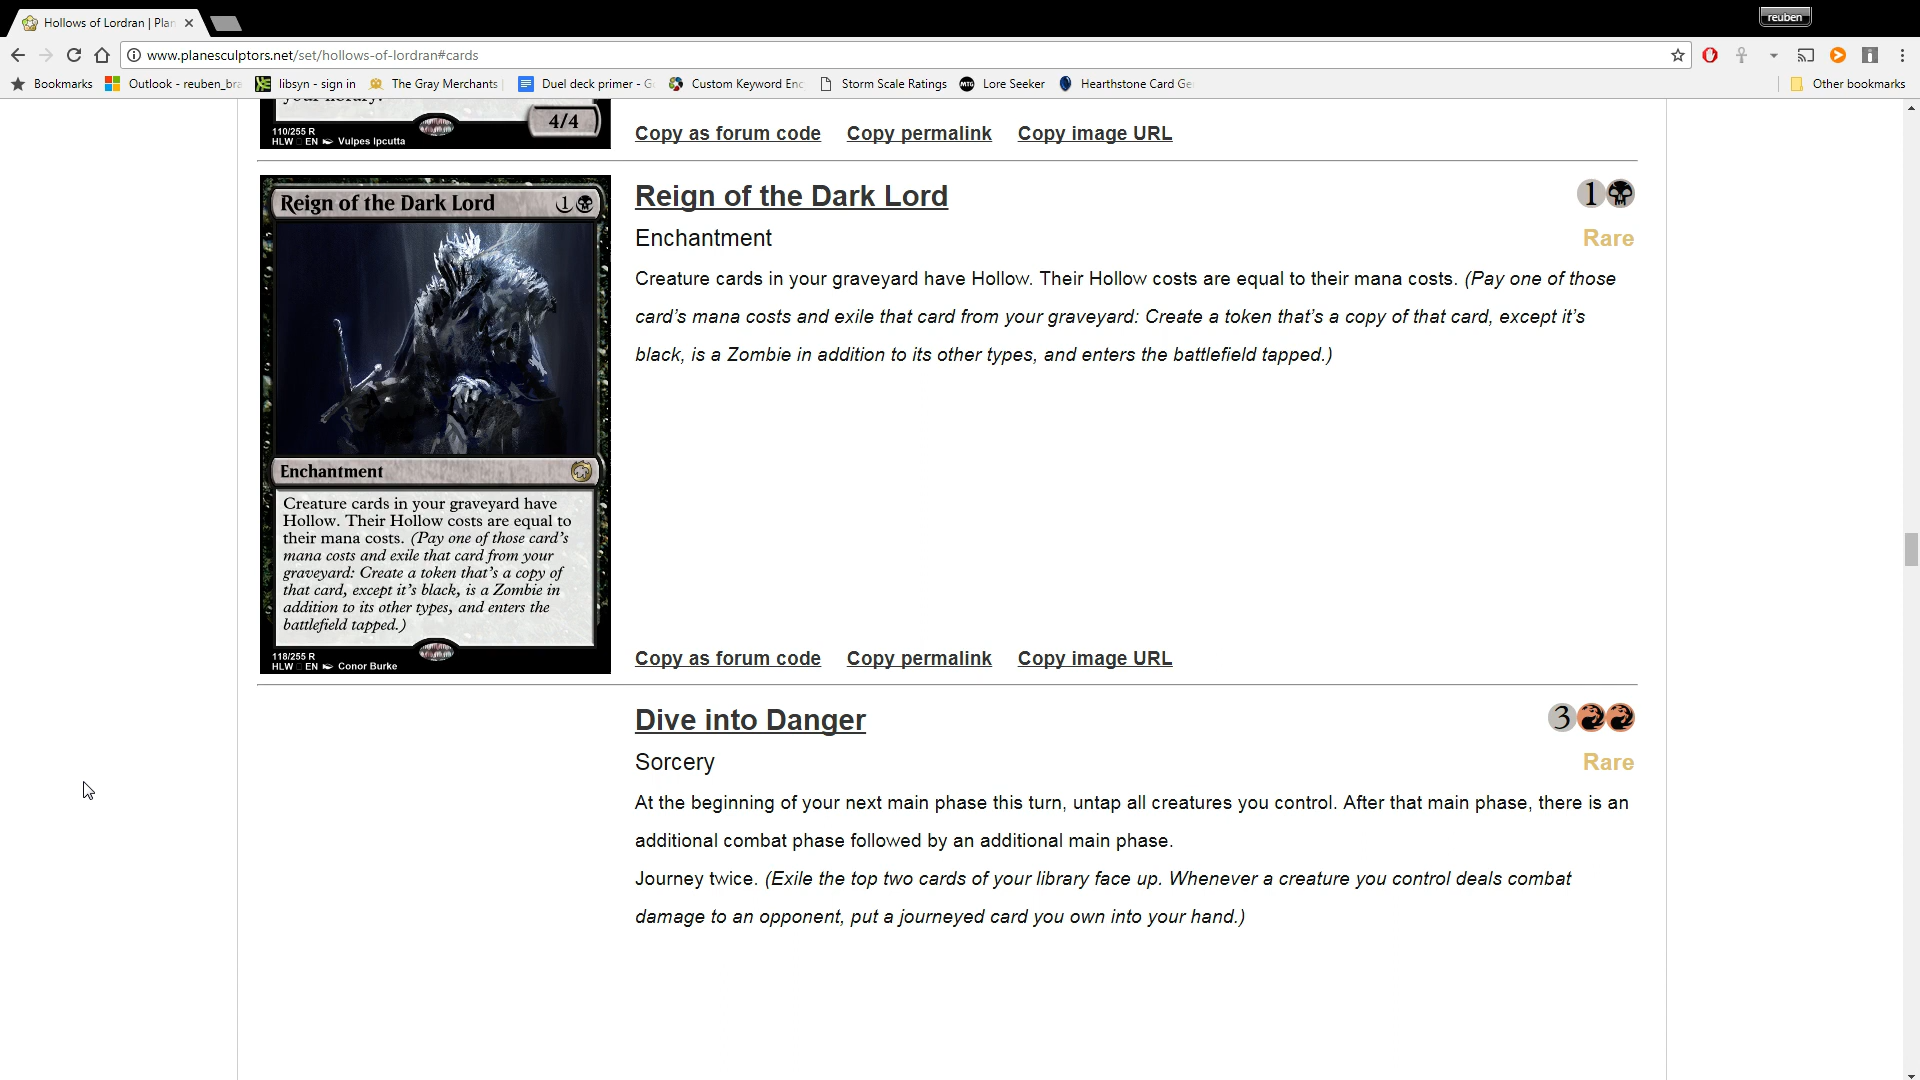 Hollows of Lordran | Plan
reuben
www.planesculptors.net/set/hollows-of-lordran#cards
Bookmarks Outlook - reuben_bra libsyn - sign in The Gray Merchants Duel deck primer - G Custom Keyword Enc Storm Scale Ratings MTG Lore Seeker Hearthstone Card Ge Other bookmarks
your library.
4/4
110/255 R
HLW EN Vulpes Ipcutta
Copy as forum code Copy permalink Copy image URL
Reign of the Dark Lord 1
Enchantment
Creature cards in your graveyard have
Hollow. Their Hollow costs are equal to
their mana costs. (Pay one of those card's
mana costs and exile that card from your
graveyard: Create a token that's a copy of
that card, except it's black, is a Zombie in
addition to its other types, and enters the
battlefield tapped.)
118/255 R
HLW EN Conor Burke
Reign of the Dark Lord 1
Enchantment Rare
Creature cards in your graveyard have Hollow. Their Hollow costs are equal to their mana costs. (Pay one of those
card's mana costs and exile that card from your graveyard: Create a token that's a copy of that card, except it's
black, is a Zombie in addition to its other types, and enters the battlefield tapped.)
Copy as forum code Copy permalink Copy image URL
Dive into Danger 3
Sorcery Rare
At the beginning of your next main phase this turn, untap all creatures you control. After that main phase, there is an
additional combat phase followed by an additional main phase.
Journey twice. (Exile the top two cards of your library face up. Whenever a creature you control deals combat
damage to an opponent, put a journeyed card you own into your hand.)